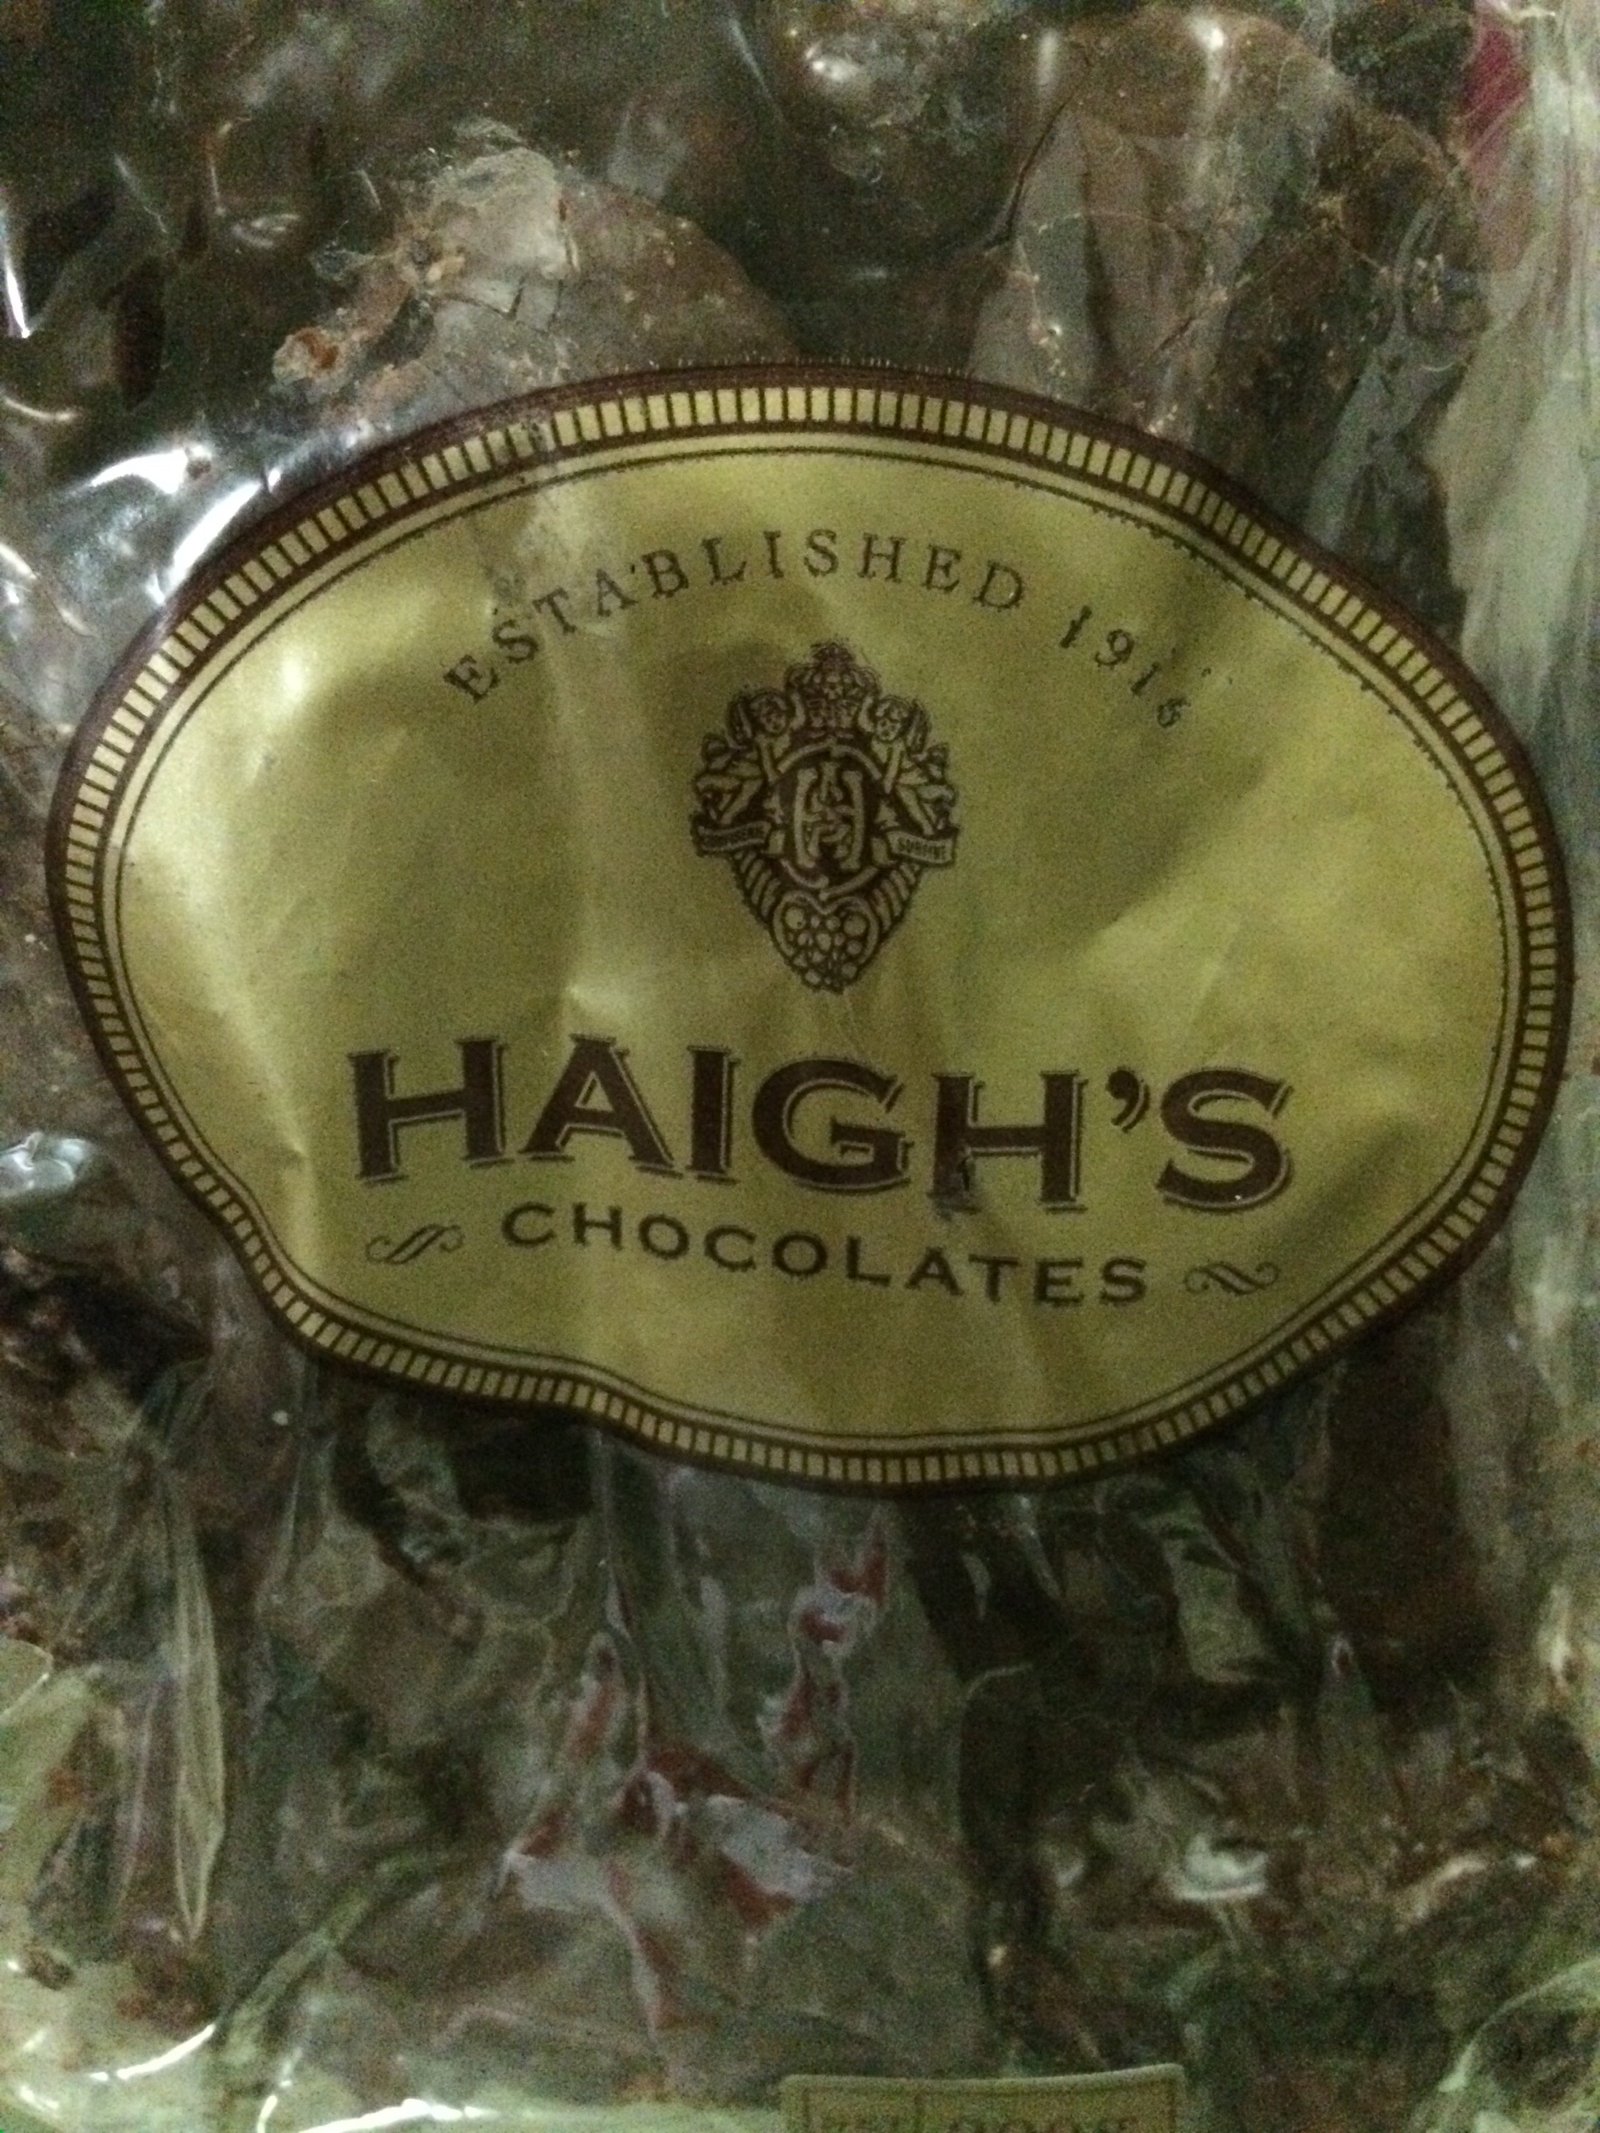 ESTABLISHED 1915
HAIGH'S
CHOCOLATES